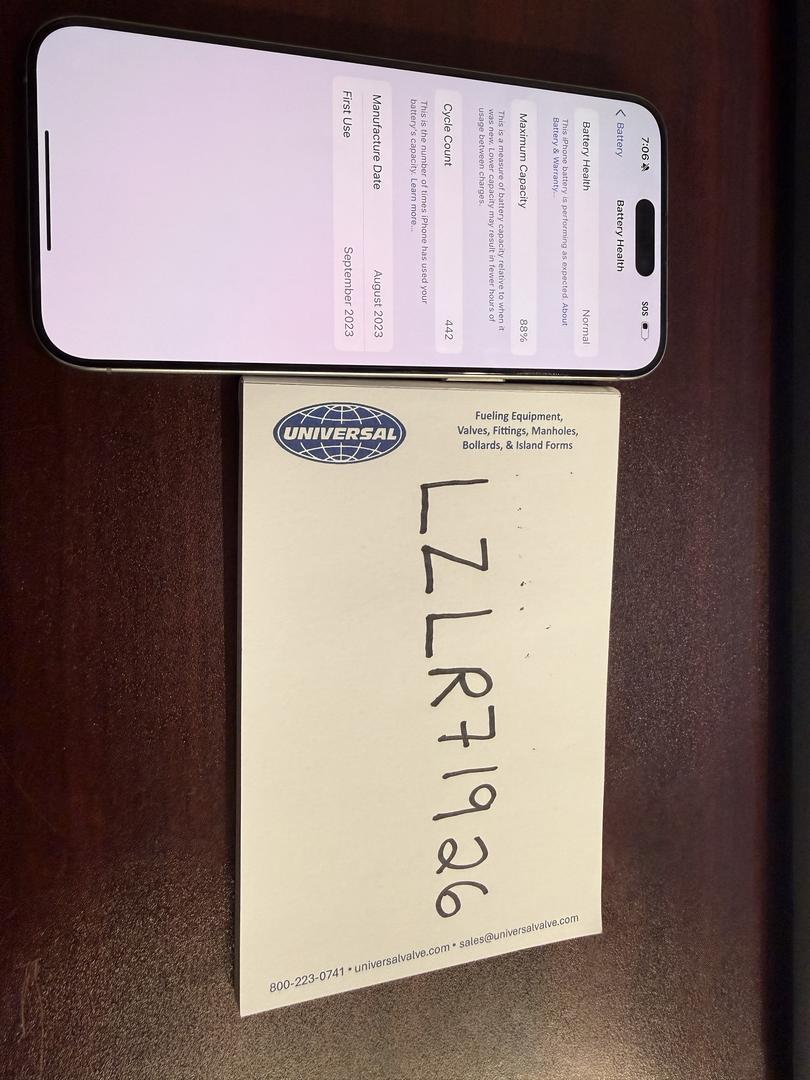 7:06
SOS
Battery
Battery Health
Battery Health
Normal
This iPhone battery is performing as expected. About
Battery & Warranty...
Maximum Capacity
88%
This is a measure of battery capacity relative to when it
was new. Lower capacity may result in fewer hours of
usage between charges.
Cycle Count
442
This is the number of times iPhone has used your
battery's capacity. Learn more...
Manufacture Date
August 2023
First Use
September 2023
UNIVERSAL
Fueling Equipment,
Valves, Fittings, Manholes,
Bollards, & Island Forms
LZLR71926
800-223-0741 • universalvalve.com • sales@universalvalve.com